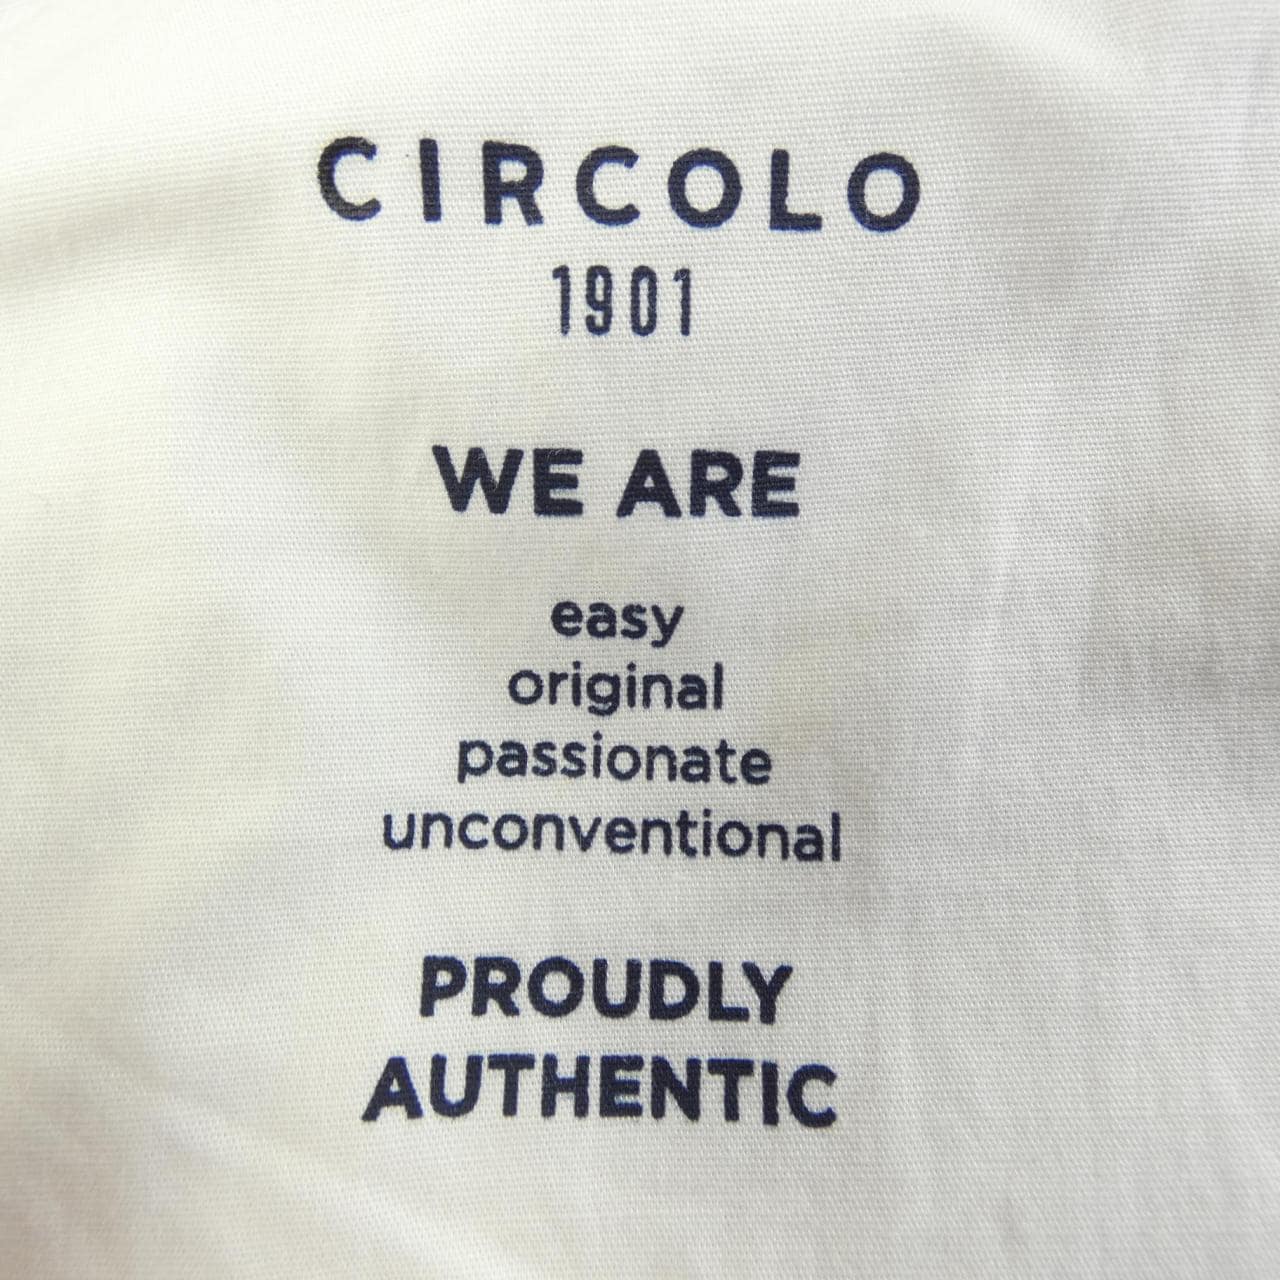 CIRCOLO
1901
WE ARE
easy
original
passionate
unconventional
PROUDLY
AUTHENTIC